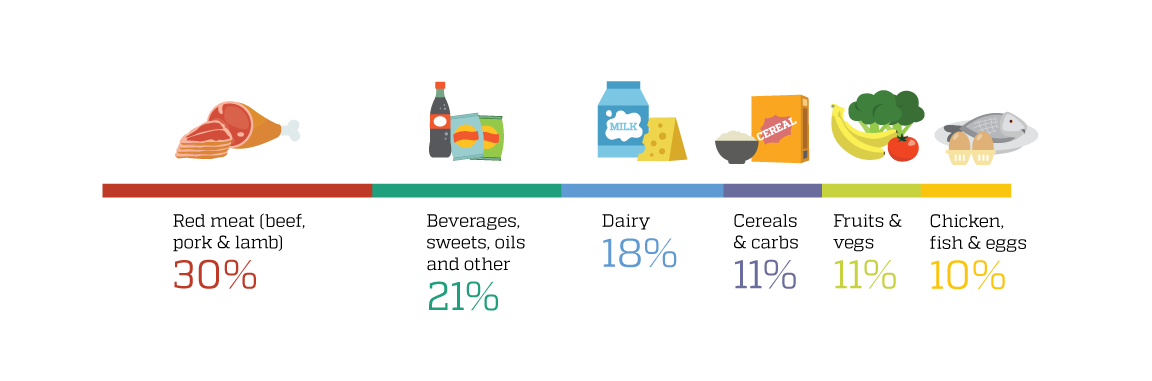 MILK
CEREAL
Red meat (beef,
pork & lamb)
30%
Beverages,
sweets, oils
and other
21%
Dairy
18%
Cereals
& carbs
11%
Fruits &
vegs
11%
Chicken,
fish & eggs
10%